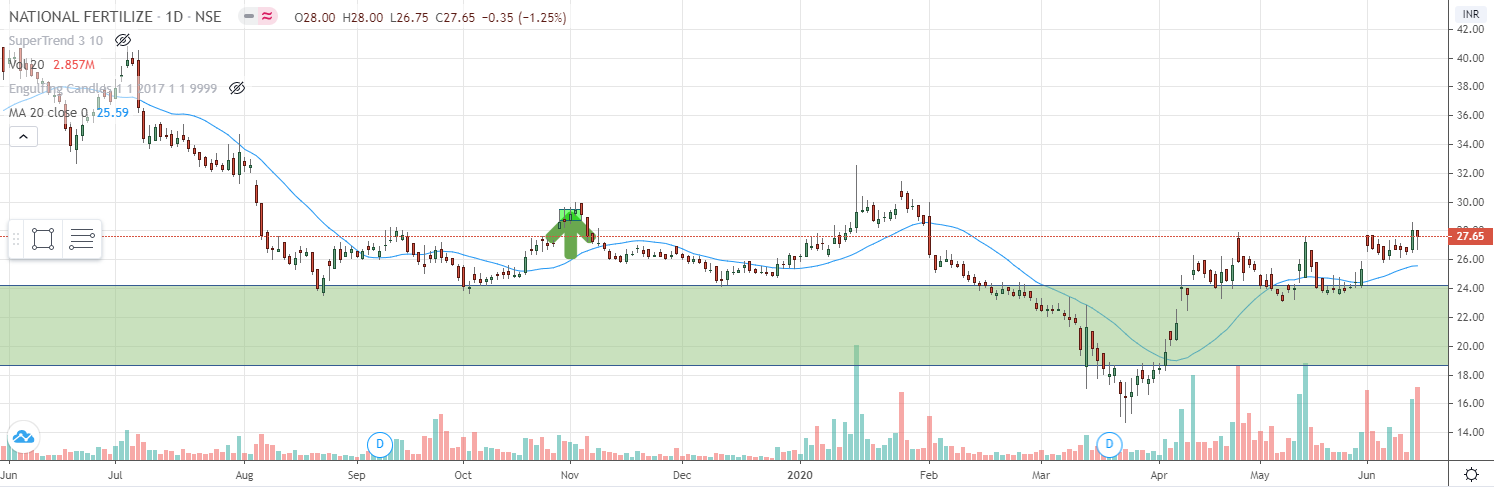 NATIONAL FERTILIZE · 1D · NSE O28.00 H28.00 L26.75 C27.65 −0.35 (−1.25%)
INR
SuperTrend 3 10
Vol 20 2.857M
Engulfing Candles 1 1 2017 1 1 9999
MA 20 close 0 25.59
42.00
40.00
38.00
36.00
34.00
32.00
30.00
28.00
27.65
26.00
24.00
22.00
20.00
18.00
16.00
14.00
D D
Jun Jul Aug Sep Oct Nov Dec 2020 Feb Mar Apr May Jun